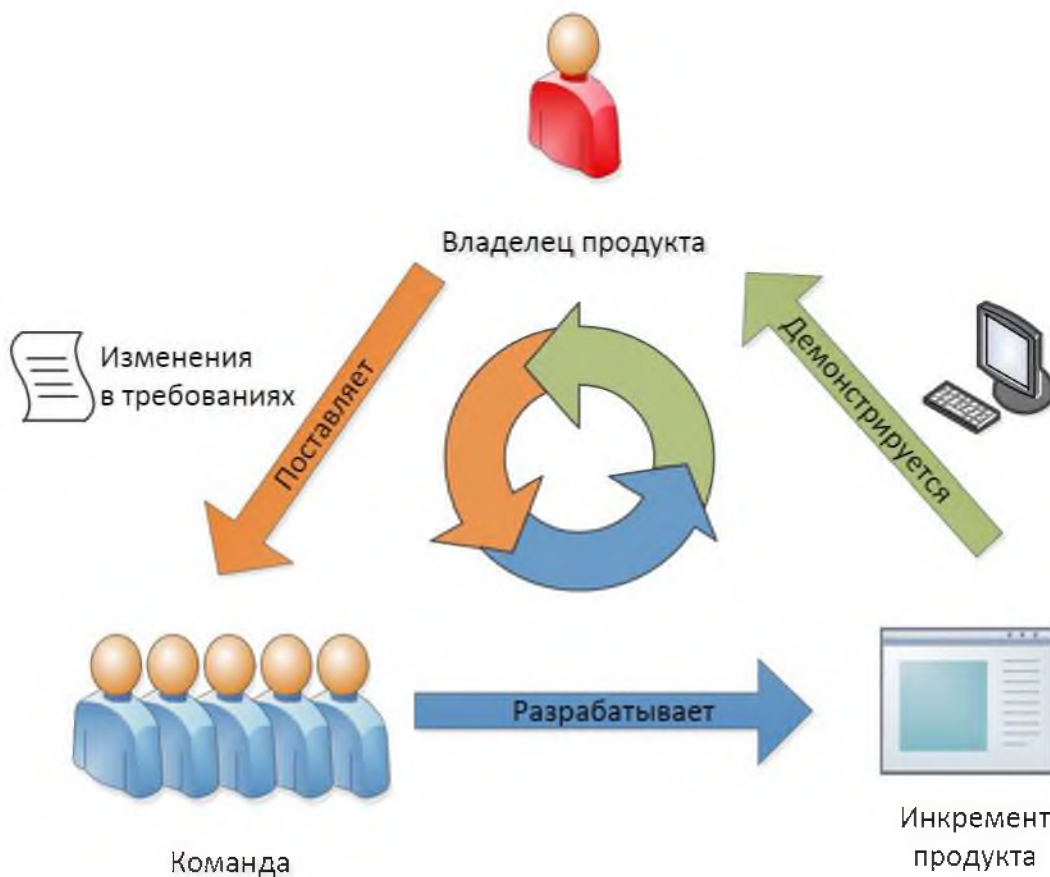 Владелец продукта
Изменения
в требованиях
Поставляет
Демонстрируется
Разрабатывает
Команда
Инкремент
продукта